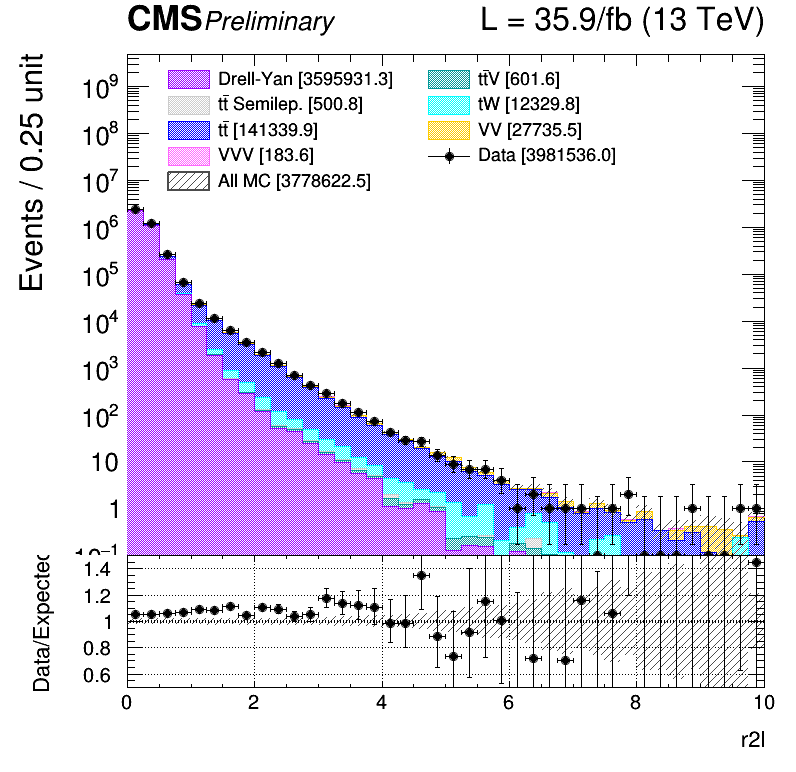 CMS Preliminary L = 35.9/fb (13 TeV)
Events / 0.25 unit
Drell-Yan [3595931.3]
tt̄ Semilep. [500.8]
tt̄ [141339.9]
VVV [183.6]
All MC [3778622.5]
tt̄V [601.6]
tW [12329.8]
VV [27735.5]
Data [3981536.0]
10⁹
10⁸
10⁷
10⁶
10⁵
10⁴
10³
10²
10
1
10⁻¹
Data/Expected
1.4
1.2
1
0.8
0.6
0 2 4 6 8 10
r2l